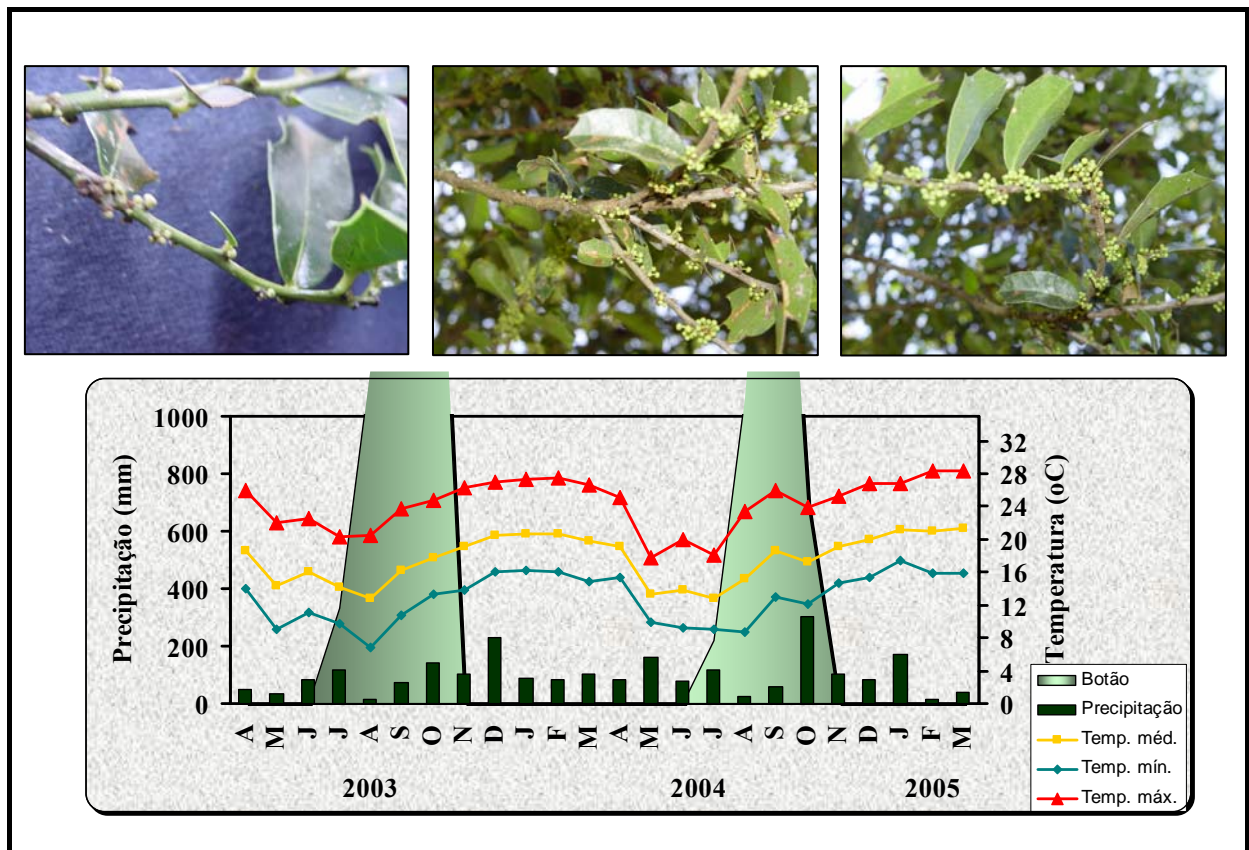 Precipitação (mm)
1000
800
600
400
200
0
Temperatura (oC)
32
28
24
20
16
12
8
4
0
A M J J A S O N D J F M A M J J A S O N D J F M
2003 2004 2005
Botão
Precipitação
Temp. méd.
Temp. mín.
Temp. máx.